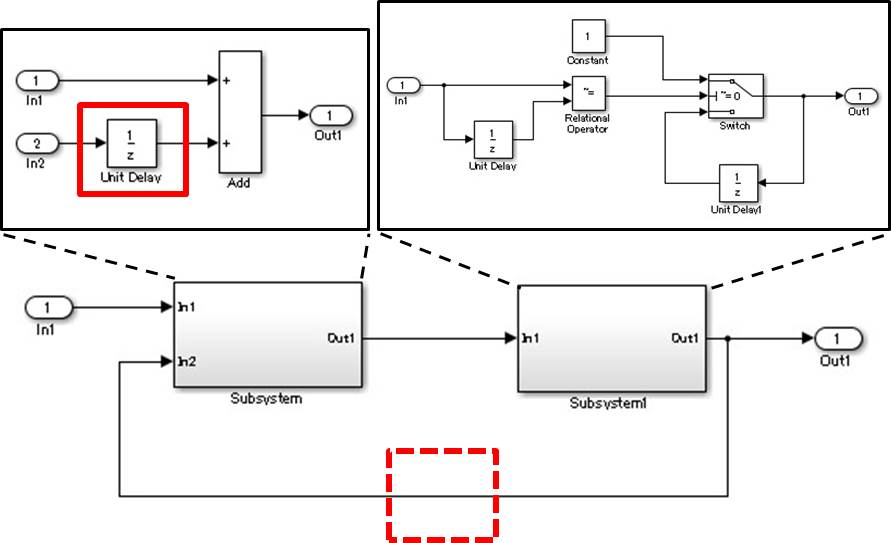 1
In1
2
In2
1
z
Unit Delay
+
+
Add
1
Out1
1
In1
1
z
Unit Delay
1
Constant
~=
Relational
Operator
~= 0
Switch
1
z
Unit Delay1
1
Out1
1
In1
In1
In2
Out1
Subsystem
In1
Out1
Subsystem1
1
Out1